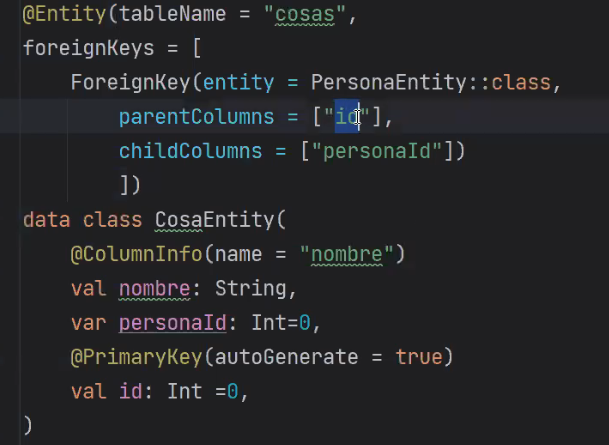 @Entity(tableName = "cosas",
foreignKeys = [
ForeignKey(entity = PersonaEntity::class,
parentColumns = ["id"],
childColumns = ["personaId"])
])
data class CosaEntity(
@ColumnInfo(name = "nombre")
val nombre: String,
var personaId: Int=0,
@PrimaryKey(autoGenerate = true)
val id: Int =0,
)